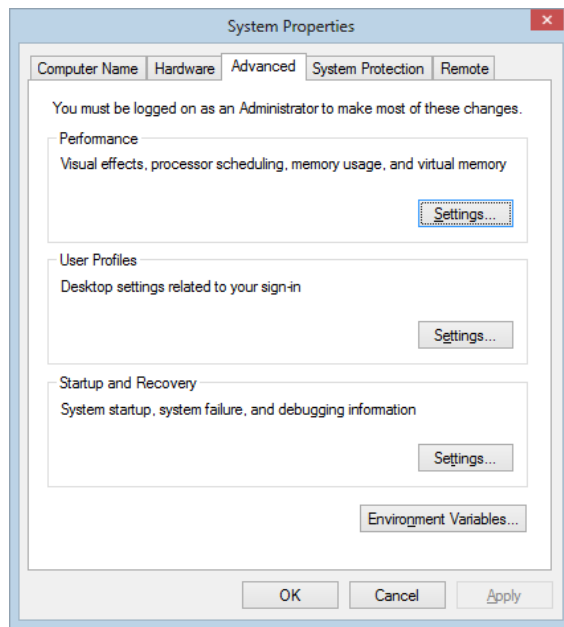 System Properties
Computer Name Hardware Advanced System Protection Remote
You must be logged on as an Administrator to make most of these changes.
Performance
Visual effects, processor scheduling, memory usage, and virtual memory
Settings...
User Profiles
Desktop settings related to your sign-in
Settings...
Startup and Recovery
System startup, system failure, and debugging information
Settings...
Environment Variables...
OK Cancel Apply